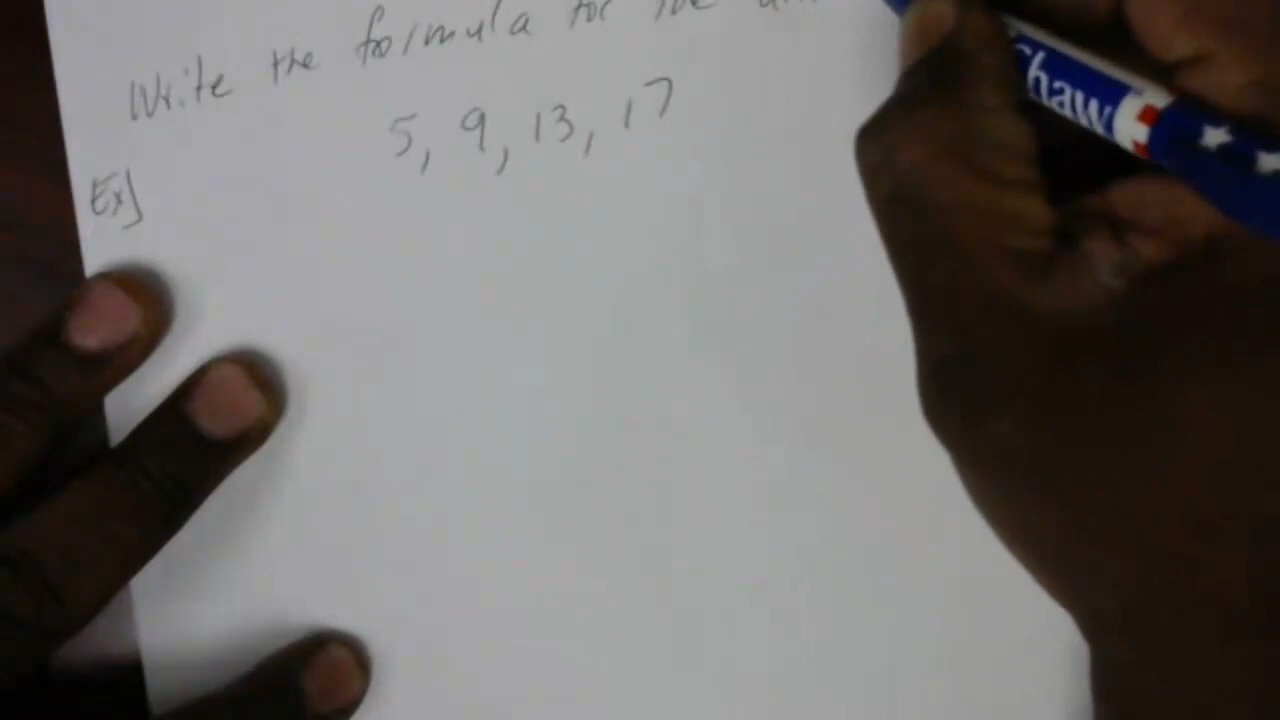 Write the formula for the
5, 9, 13, 17
Ex]
Shaw